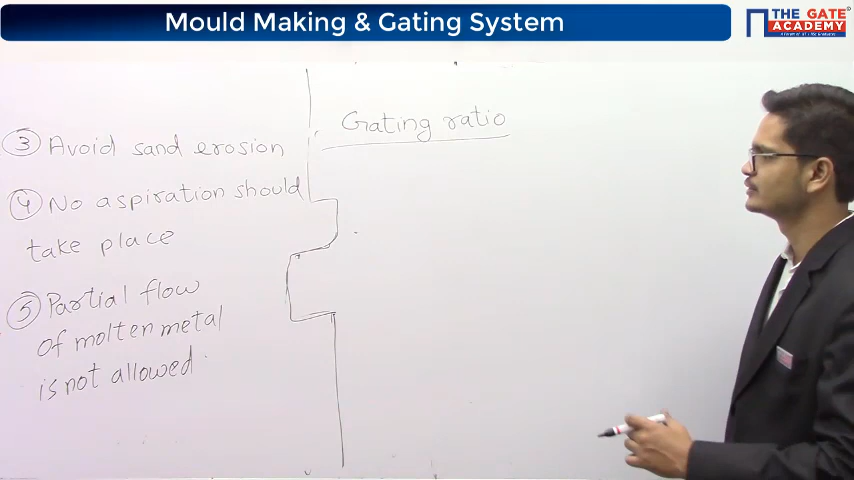 Mould Making & Gating System
THE GATE
ACADEMY
③ Avoid sand erosion
④ No aspiration should
take place
⑤ Partial flow
of molten metal
is not allowed
Gating ratio